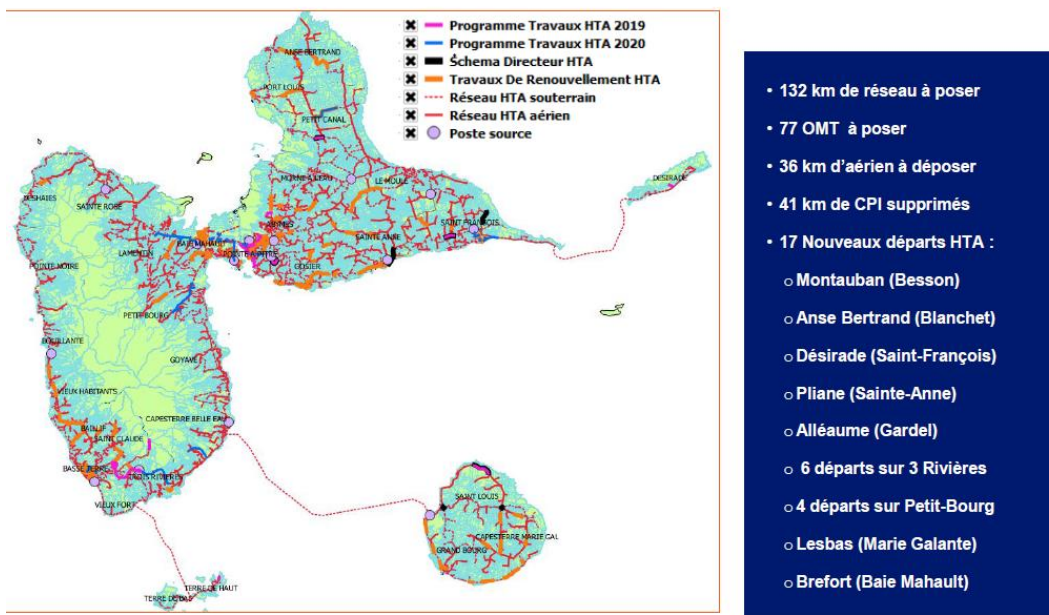 Programme Travaux HTA 2019
Programme Travaux HTA 2020
Schema Directeur HTA
Travaux De Renouvellement HTA
Réseau HTA souterrain
Réseau HTA aérien
Poste source
ANSE BERTRAND
PORT LOUIS
PETIT CANAL
MORNE A L'EAU
LE MOULE
DESIRADE
DESHAIES
SAINTE ROSE
ABYMES
SAINT FRANCOIS
SAINTE ANNE
BAIE MAHAULT
LAMENTIN
POINTE A PITRE
GOSIER
POINTE NOIRE
PETIT BOURG
BOUILLANTE
GOYAVE
VIEUX HABITANTS
CAPESTERRE BELLE EAU
BAILLIF
SAINT CLAUDE
BASSE TERRE
TROIS RIVIERES
VIEUX FORT
SAINT LOUIS
CAPESTERRE MARIE GAL
GRAND BOURG
TERRE DE HAUT
TERRE DE BAS
• 132 km de réseau à poser
• 77 OMT à poser
• 36 km d'aérien à déposer
• 41 km de CPI supprimés
• 17 Nouveaux départs HTA :
o Montauban (Besson)
o Anse Bertrand (Blanchet)
o Désirade (Saint-François)
o Pliane (Sainte-Anne)
o Alléaume (Gardel)
o 6 départs sur 3 Rivières
o 4 départs sur Petit-Bourg
o Lesbas (Marie Galante)
o Brefort (Baie Mahault)